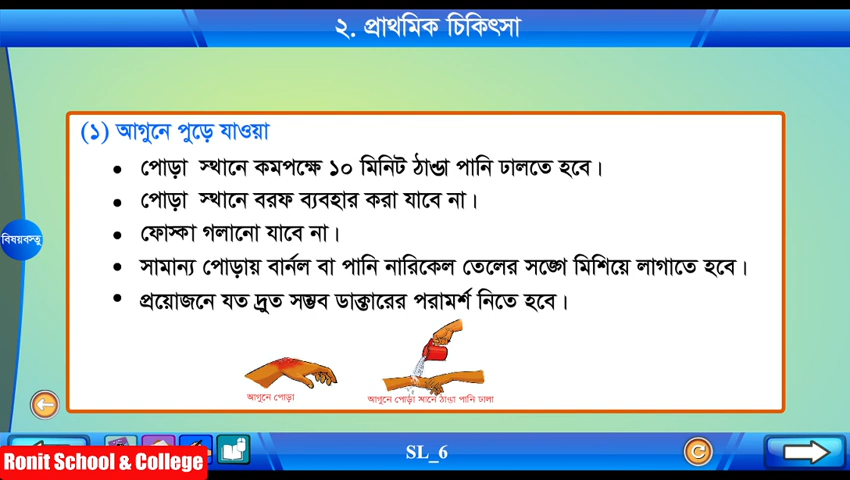 ২. প্রাথমিক চিকিৎসা
(১) আগুনে পুড়ে যাওয়া
• পোড়া স্থানে কমপক্ষে ১০ মিনিট ঠাণ্ডা পানি ঢালতে হবে।
• পোড়া স্থানে বরফ ব্যবহার করা যাবে না।
• ফোস্কা গলানো যাবে না।
• সামান্য পোড়ায় বার্নল বা পানি নারিকেল তেলের সঙ্গে মিশিয়ে লাগাতে হবে।
• প্রয়োজনে যত দ্রুত সম্ভব ডাক্তারের পরামর্শ নিতে হবে।
বিষয়বস্তু
আগুনে পোড়া
আগুনে পোড়া স্থানে ঠাণ্ডা পানি ঢালা
SL_6
Ronit School & College